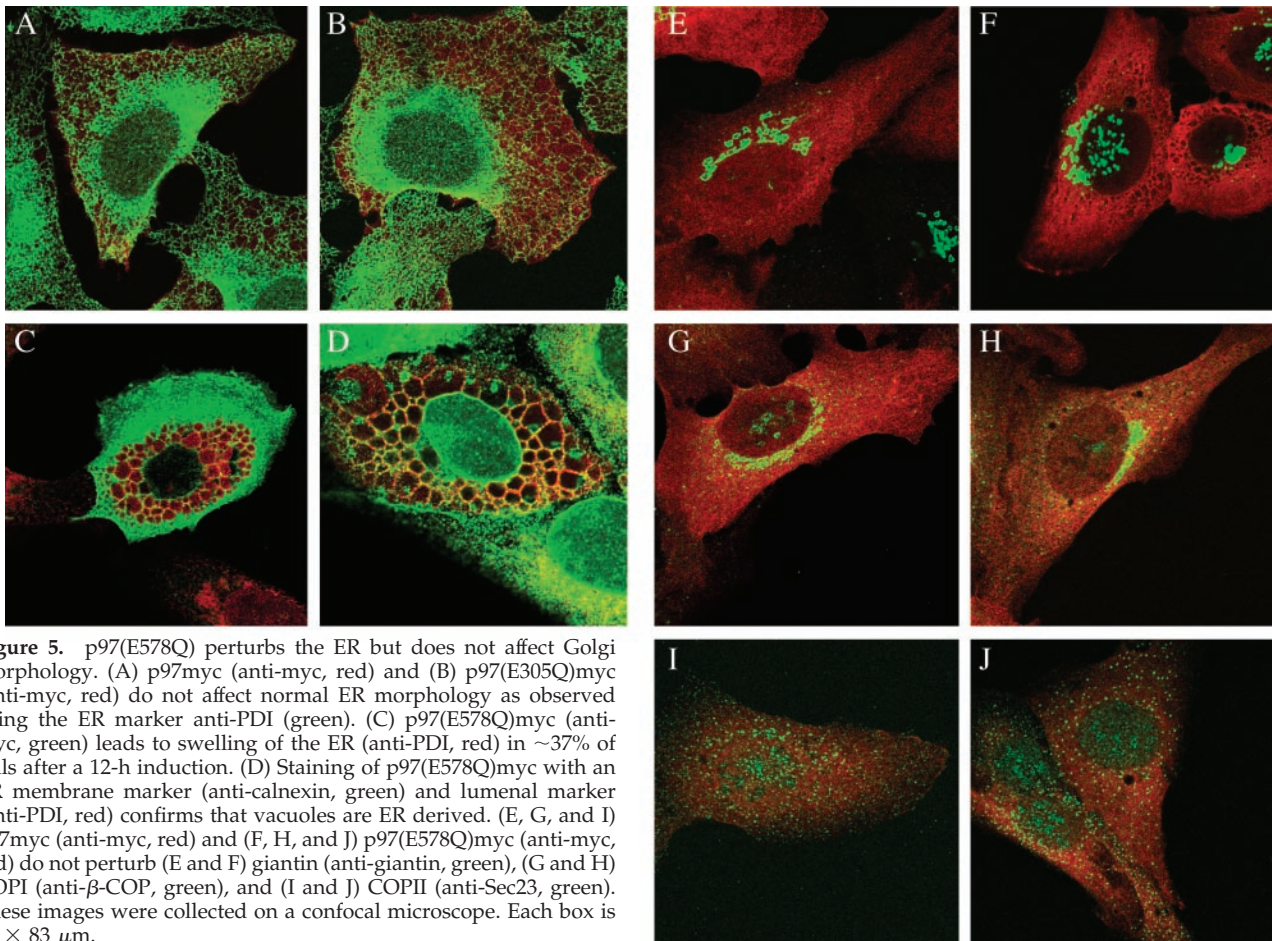 A B E F
C D G H
I J
gure 5. p97(E578Q) perturbs the ER but does not affect Golgi
orphology. (A) p97myc (anti-myc, red) and (B) p97(E305Q)myc
nti-myc, red) do not affect normal ER morphology as observed
ing the ER marker anti-PDI (green). (C) p97(E578Q)myc (anti-
yc, green) leads to swelling of the ER (anti-PDI, red) in ~37% of
lls after a 12-h induction. (D) Staining of p97(E578Q)myc with an
R membrane marker (anti-calnexin, green) and lumenal marker
nti-PDI, red) confirms that vacuoles are ER derived. (E, G, and I)
7myc (anti-myc, red) and (F, H, and J) p97(E578Q)myc (anti-myc,
d) do not perturb (E and F) giantin (anti-giantin, green), (G and H)
OPI (anti-β-COP, green), and (I and J) COPII (anti-Sec23, green).
hese images were collected on a confocal microscope. Each box is
× 83 μm.